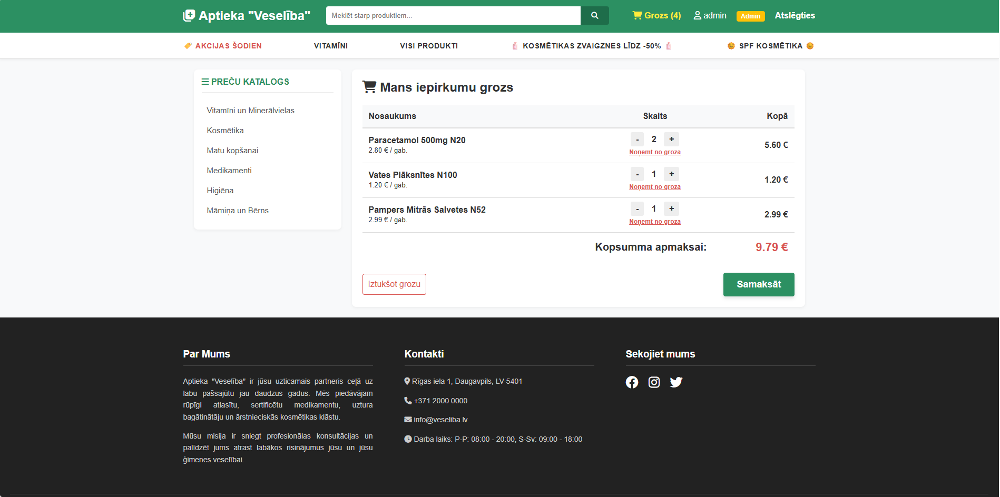 Aptieka "Veselība"
Meklēt starp produktiem...
Grozs (4)
admin
Admin
Atslēgties
AKCIJAS ŠODIEN
VITAMĪNI
VISI PRODUKTI
KOSMĒTIKAS ZVAIGZNES LĪDZ -50%
SPF KOSMĒTIKA
PREČU KATALOGS
Vitamīni un Minerālvielas
Kosmētika
Matu kopšanai
Medikamenti
Higiēna
Māmiņa un Bērns
Mans iepirkumu grozs
Nosaukums Skaits Kopā
Paracetamol 500mg N20
2.80 € / gab.
- 2 +
Noņemt no groza
5.60 €
Vates Plāksnītes N100
1.20 € / gab.
- 1 +
Noņemt no groza
1.20 €
Pampers Mitrās Salvetes N52
2.99 € / gab.
- 1 +
Noņemt no groza
2.99 €
Kopsumma apmaksai: 9.79 €
Iztukšot grozu
Samaksāt
Par Mums
Aptieka "Veselība" ir jūsu uzticamais partneris ceļā uz
labu pašsajūtu jau daudzus gadus. Mēs piedāvājam
rūpīgi atlasītu, sertificētu medikamentu, uztura
bagātinātāju un ārstnieciskās kosmētikas klāstu.
Mūsu misija ir sniegt profesionālas konsultācijas un
palīdzēt jums atrast labākos risinājumus jūsu un jūsu
ģimenes veselībai.
Kontakti
Rīgas iela 1, Daugavpils, LV-5401
+371 2000 0000
info@veseliba.lv
Darba laiks: P-P: 08:00 - 20:00, S-Sv: 09:00 - 18:00
Sekojiet mums